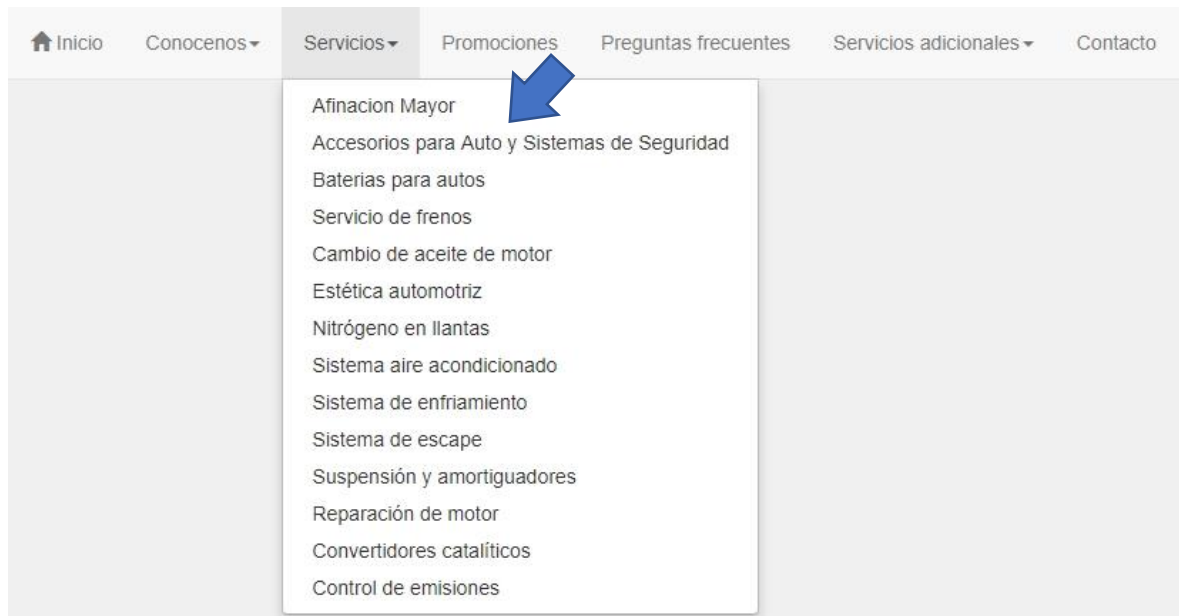 Inicio Conocenos Servicios Promociones Preguntas frecuentes Servicios adicionales Contacto
Afinacion Mayor
Accesorios para Auto y Sistemas de Seguridad
Baterias para autos
Servicio de frenos
Cambio de aceite de motor
Estética automotriz
Nitrógeno en llantas
Sistema aire acondicionado
Sistema de enfriamiento
Sistema de escape
Suspensión y amortiguadores
Reparación de motor
Convertidores catalíticos
Control de emisiones